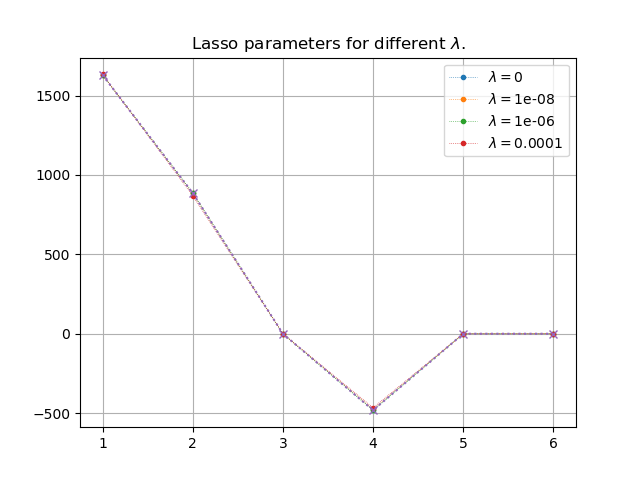 Lasso parameters for different λ.
λ = 0
λ = 1e-08
λ = 1e-06
λ = 0.0001
1500
1000
500
0
−500
1 2 3 4 5 6